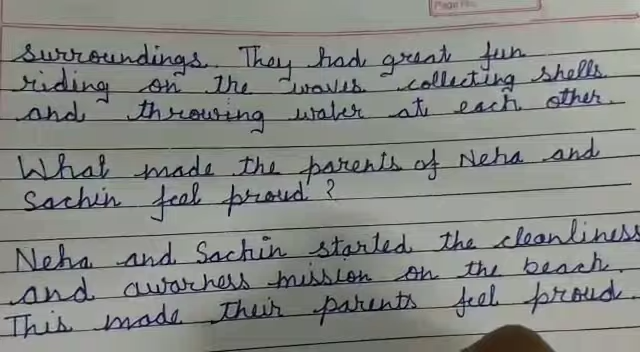 Page No.
surroundings. They had great fun
riding on the waves collecting shells
and throwing water at each other.
What made the parents of Neha and
Sachin feel proud?
Neha and Sachin started the cleanliness
and awarness mission on the beach.
This made their parents feel proud.